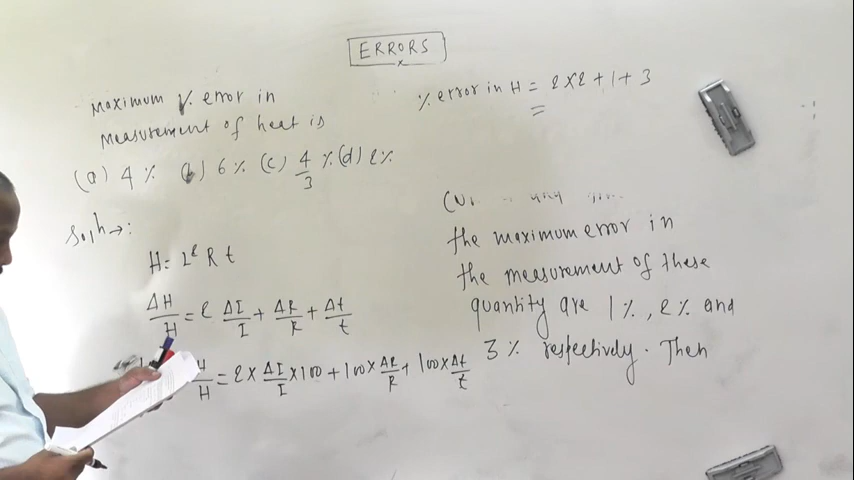 ERRORS
Maximum % error in
measurement of heat is
(a) 4 % (b) 6 % (c) 4/3 % (d) 2 %
Solⁿ →:
H = I² R t
ΔH/H = 2 ΔI/I + ΔR/R + Δt/t
H/H = 2 × ΔI/I × 100 + 100 × ΔR/R + 100 × Δt/t
% error in H = 2×2 + 1 + 3
=
the maximum error in
the measurement of these
quantity are 1 %, 2 % and
3 % respectively. Then